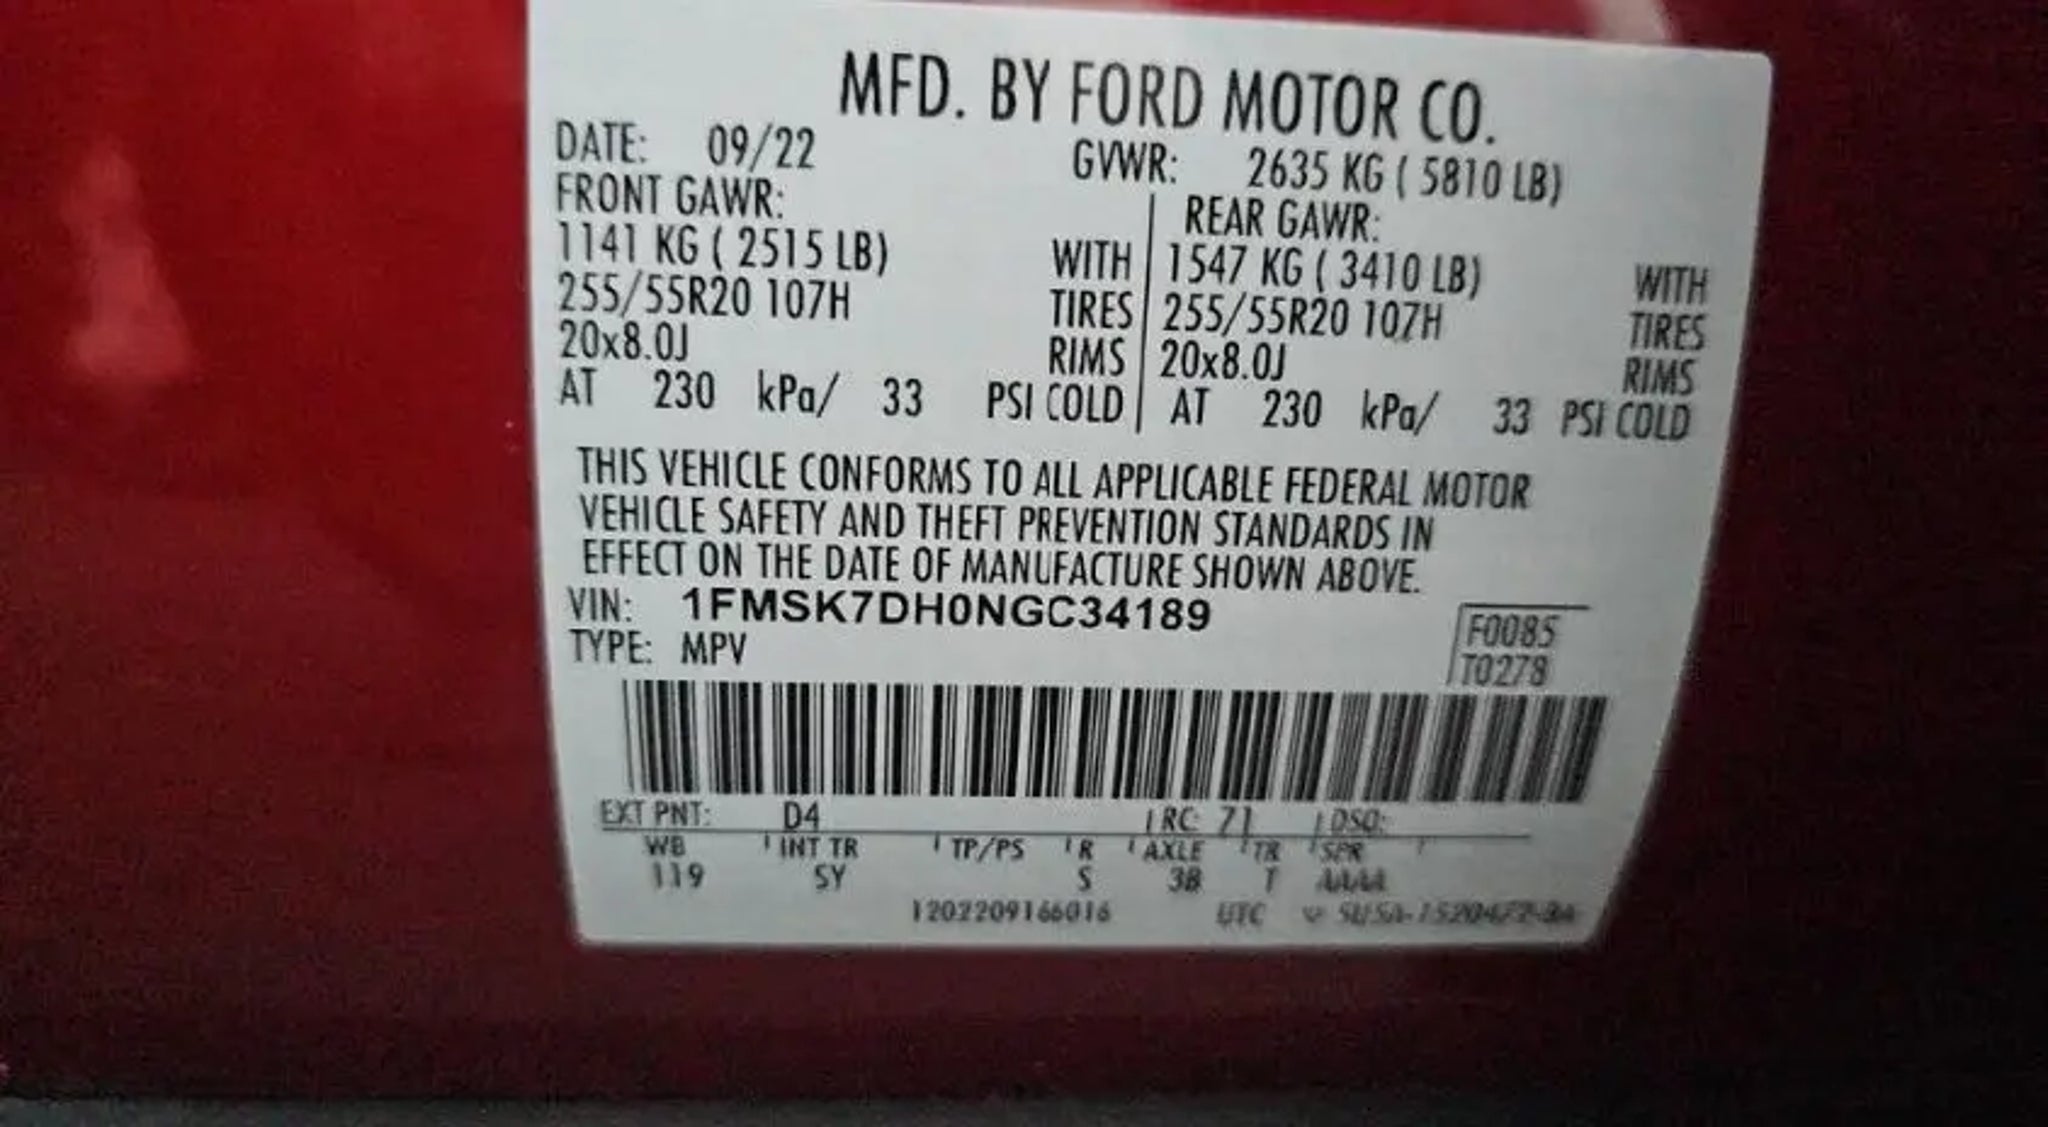 MFD. BY FORD MOTOR CO.
DATE: 09/22 GVWR: 2635 KG ( 5810 LB)
FRONT GAWR: REAR GAWR:
1141 KG ( 2515 LB) WITH 1547 KG ( 3410 LB) WITH
255/55R20 107H TIRES 255/55R20 107H TIRES
20x8.0J RIMS 20x8.0J RIMS
AT 230 kPa/ 33 PSI COLD AT 230 kPa/ 33 PSI COLD
THIS VEHICLE CONFORMS TO ALL APPLICABLE FEDERAL MOTOR
VEHICLE SAFETY AND THEFT PREVENTION STANDARDS IN
EFFECT ON THE DATE OF MANUFACTURE SHOWN ABOVE.
VIN: 1FMSK7DH0NGC34189
F0085
TYPE: MPV
T0278
EXT PNT: D4 RC: 71 DSO:
WB INT TR TP/PS R AXLE TR SPR
119 SY S 3B T AAAA
1202209166016 UTC